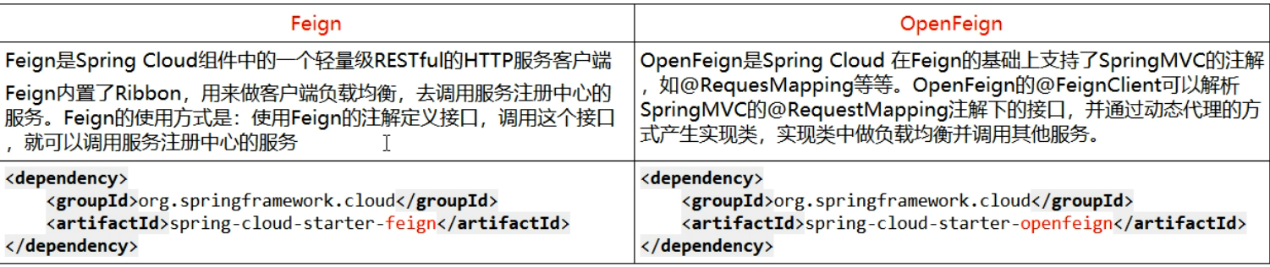 Feign
OpenFeign
Feign是Spring Cloud组件中的一个轻量级RESTful的HTTP服务客户端
Feign内置了Ribbon，用来做客户端负载均衡，去调用服务注册中心的
服务。Feign的使用方式是：使用Feign的注解定义接口，调用这个接口
，就可以调用服务注册中心的服务
OpenFeign是Spring Cloud 在Feign的基础上支持了SpringMVC的注解
，如@RequesMapping等等。OpenFeign的@FeignClient可以解析
SpringMVC的@RequestMapping注解下的接口，并通过动态代理的方
式产生实现类，实现类中做负载均衡并调用其他服务。
<dependency>
    <groupId>org.springframework.cloud</groupId>
    <artifactId>spring-cloud-starter-feign</artifactId>
</dependency>
<dependency>
    <groupId>org.springframework.cloud</groupId>
    <artifactId>spring-cloud-starter-openfeign</artifactId>
</dependency>